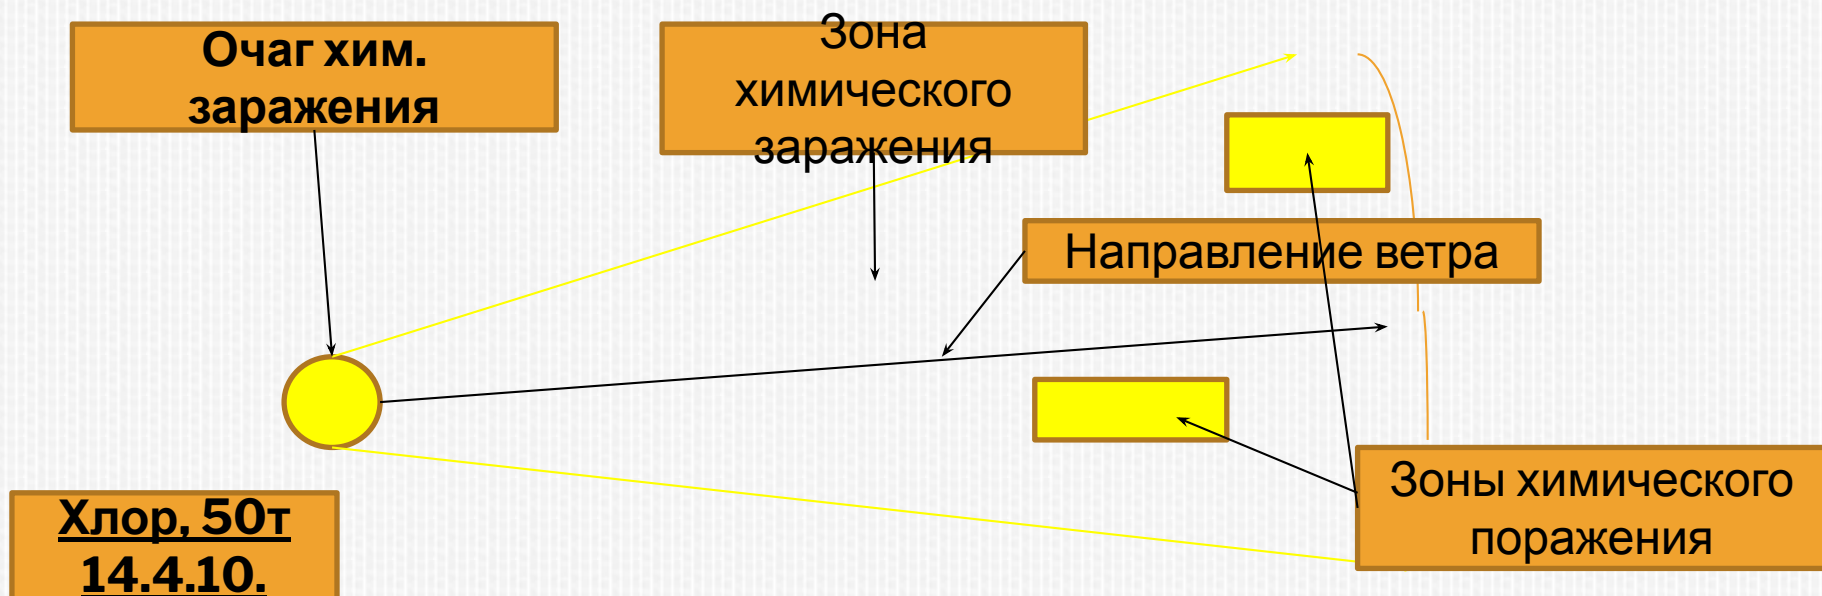 Очаг хим.
заражения
Зона
химического
заражения
Направление ветра
Зоны химического
поражения
Хлор, 50т
14.4.10.